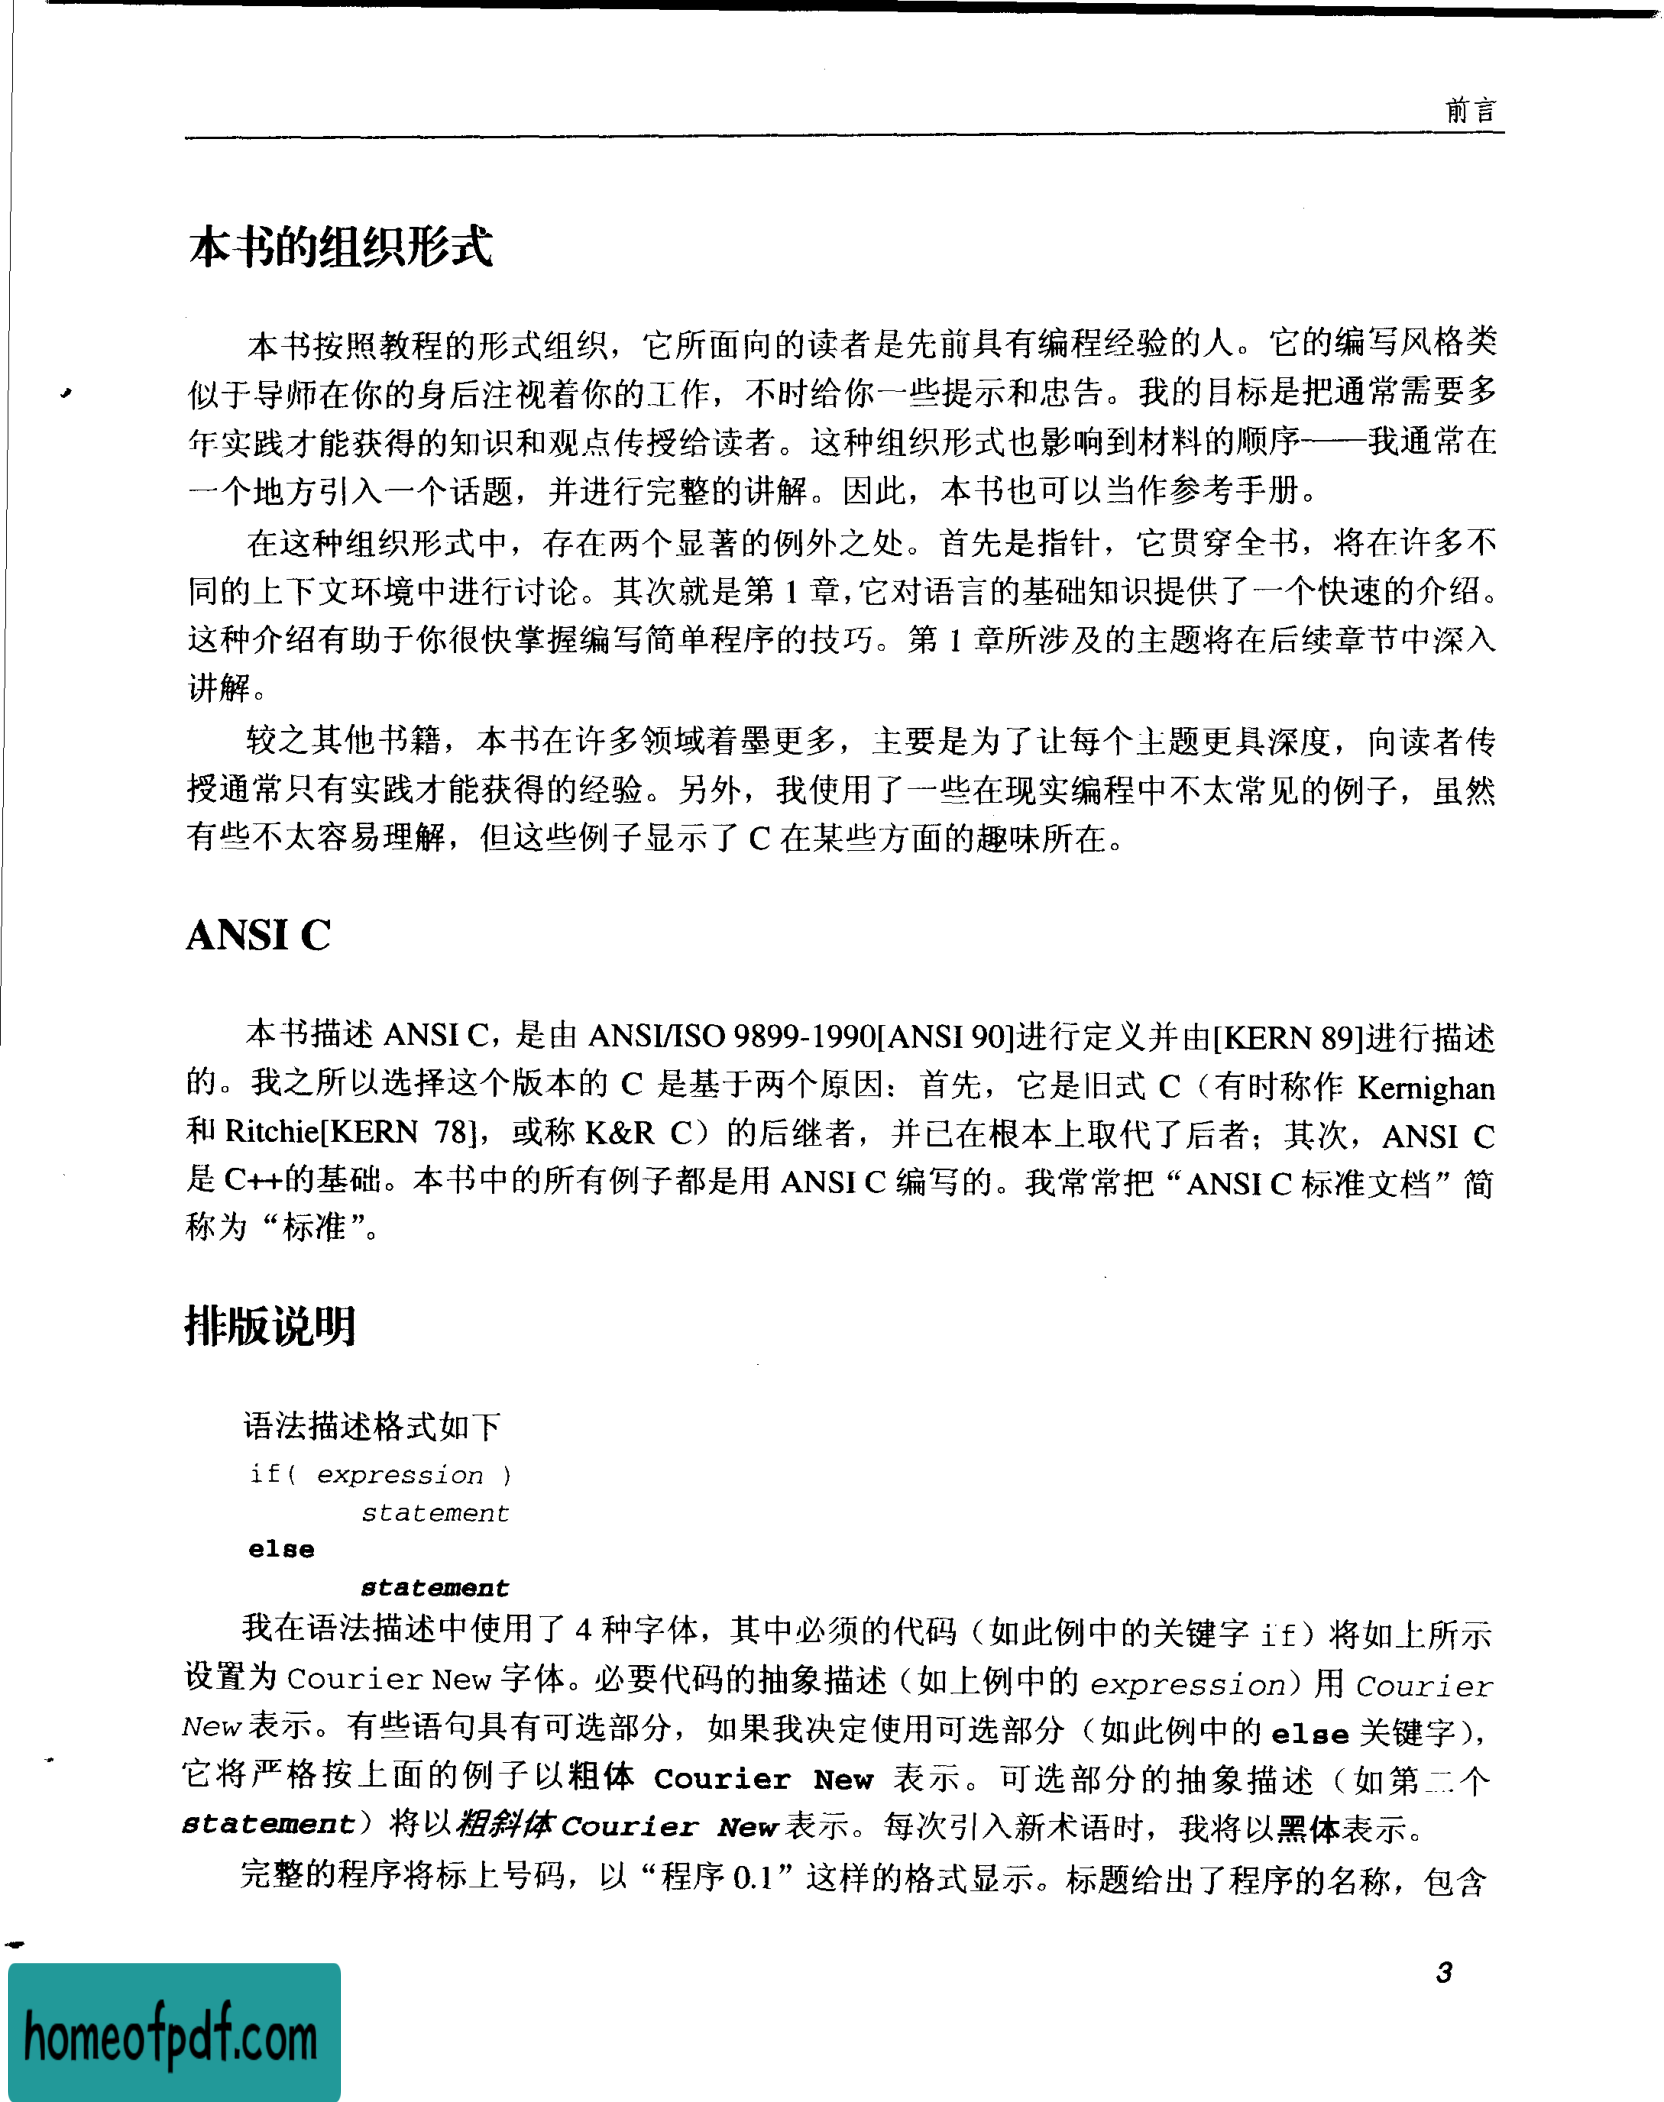 前言
本书的组织形式
本书按照教程的形式组织，它所面向的读者是先前具有编程经验的人。它的编写风格类
似于导师在你的身后注视着你的工作，不时给你一些提示和忠告。我的目标是把通常需要多
年实践才能获得的知识和观点传授给读者。这种组织形式也影响到材料的顺序——我通常在
一个地方引入一个话题，并进行完整的讲解。因此，本书也可以当作参考手册。
在这种组织形式中，存在两个显著的例外之处。首先是指针，它贯穿全书，将在许多不
同的上下文环境中进行讨论。其次就是第 1 章，它对语言的基础知识提供了一个快速的介绍。
这种介绍有助于你很快掌握编写简单程序的技巧。第 1 章所涉及的主题将在后续章节中深入
讲解。
较之其他书籍，本书在许多领域着墨更多，主要是为了让每个主题更具深度，向读者传
授通常只有实践才能获得的经验。另外，我使用了一些在现实编程中不太常见的例子，虽然
有些不太容易理解，但这些例子显示了 C 在某些方面的趣味所在。
ANSI C
本书描述 ANSI C，是由 ANSI/ISO 9899-1990[ANSI 90]进行定义并由[KERN 89]进行描述
的。我之所以选择这个版本的 C 是基于两个原因：首先，它是旧式 C（有时称作 Kernighan
和 Ritchie[KERN 78]，或称 K&R C）的后继者，并已在根本上取代了后者；其次，ANSI C
是 C++的基础。本书中的所有例子都是用 ANSI C 编写的。我常常把“ANSI C 标准文档”简
称为“标准”。
排版说明
语法描述格式如下
if( expression )
statement
else
statement
我在语法描述中使用了 4 种字体，其中必须的代码（如此例中的关键字 if）将如上所示
设置为 Courier New 字体。必要代码的抽象描述（如上例中的 expression）用 Courier
New 表示。有些语句具有可选部分，如果我决定使用可选部分（如此例中的 else 关键字），
它将严格按上面的例子以粗体 Courier New 表示。可选部分的抽象描述（如第二个
statement）将以粗斜体 Courier New 表示。每次引入新术语时，我将以黑体表示。
完整的程序将标上号码，以“程序 0.1”这样的格式显示。标题给出了程序的名称，包含
3
homeofpdf.com